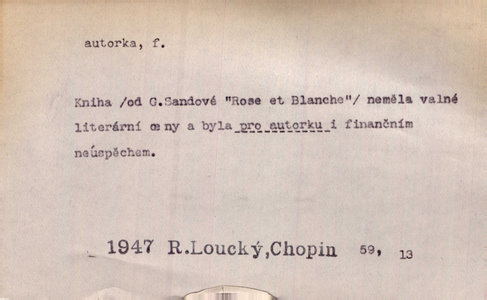 autorka, f.
Kniha /od G.Sandové "Rose et Blanche"/ neměla valné
literární ceny a byla pro autorku i finančním
neúspěchem.
1947 R.Loucký,Chopin 59, 13